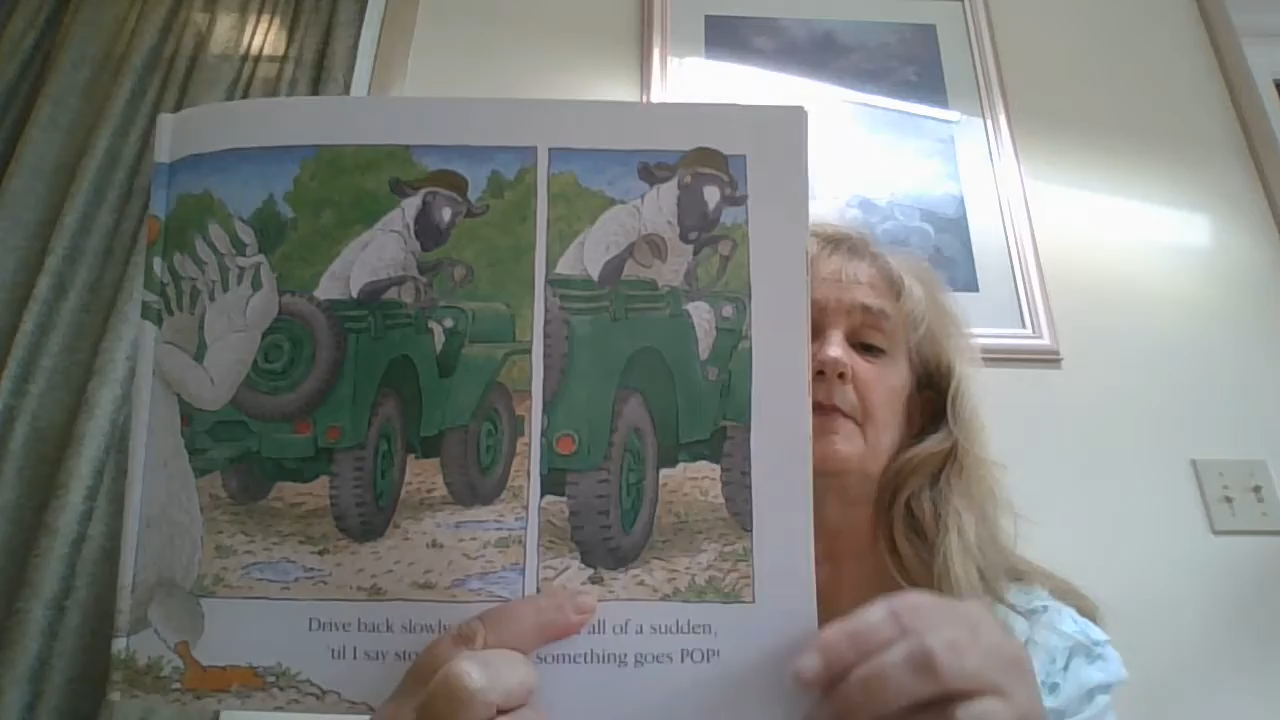 Drive back slowly
'til I say
all of a sudden,
something goes POP!